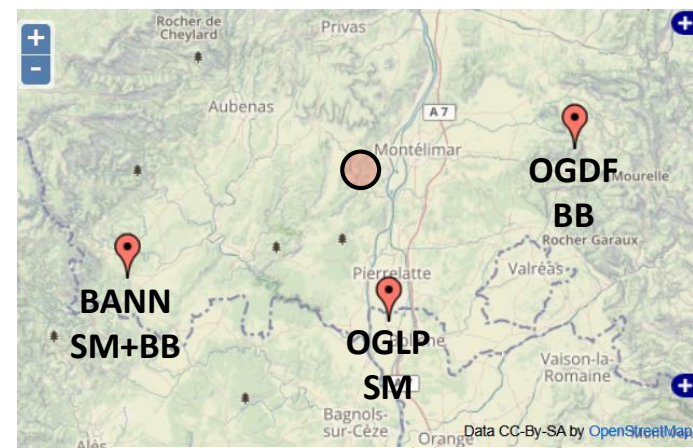 +
-
Rocher de
Cheylard
Privas
+
Aubenas
A 7
Montélimar
OGDF
BB
Mourelle
Rocher Garaux
BANN
SM+BB
Pierrelatte
Valréas
OGLP
SM
Vaison-la-
Romaine
+
Bagnols-
sur-Cèze
Orange
Alès
Data CC-By-SA by OpenStreetMap